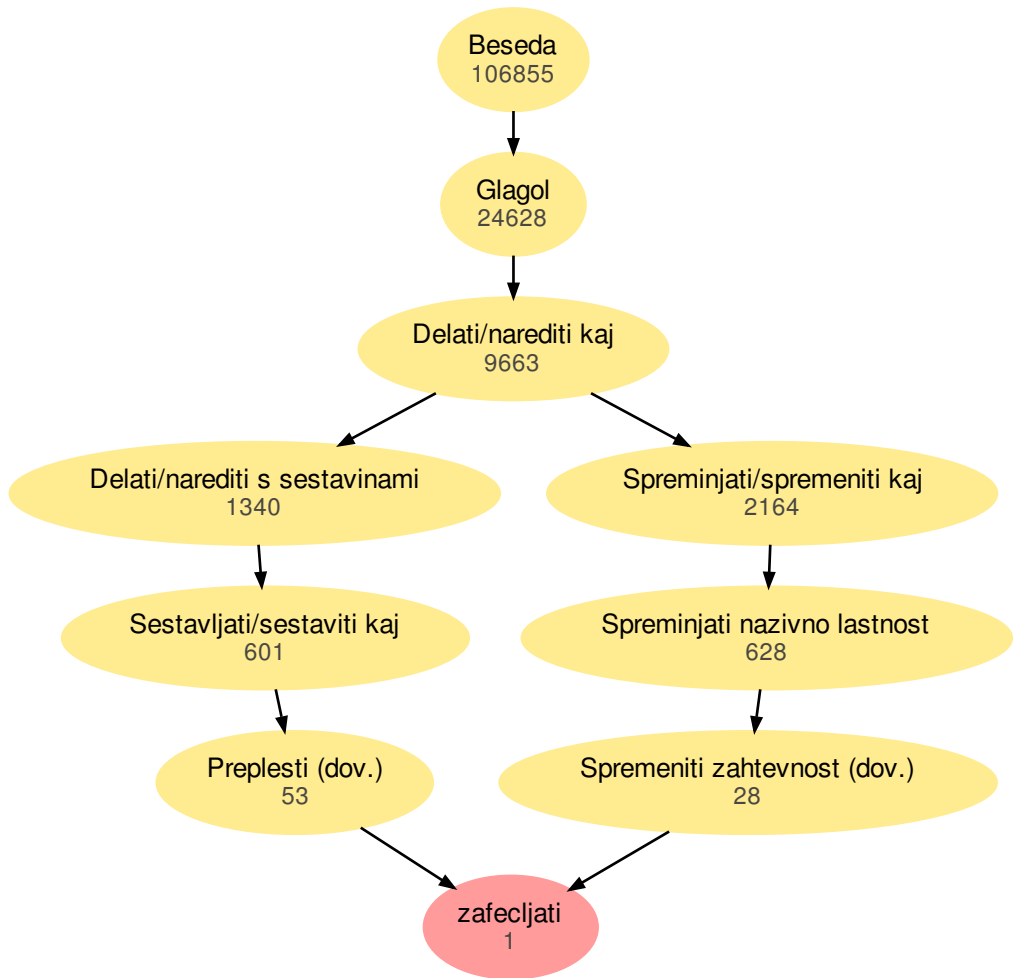 Beseda
106855
Glagol
24628
Delati/narediti kaj
9663
Delati/narediti s sestavinami
1340
Spreminjati/spremeniti kaj
2164
Sestavljati/sestaviti kaj
601
Spreminjati nazivno lastnost
628
Preplesti (dov.)
53
Spremeniti zahtevnost (dov.)
28
zafecljati
1